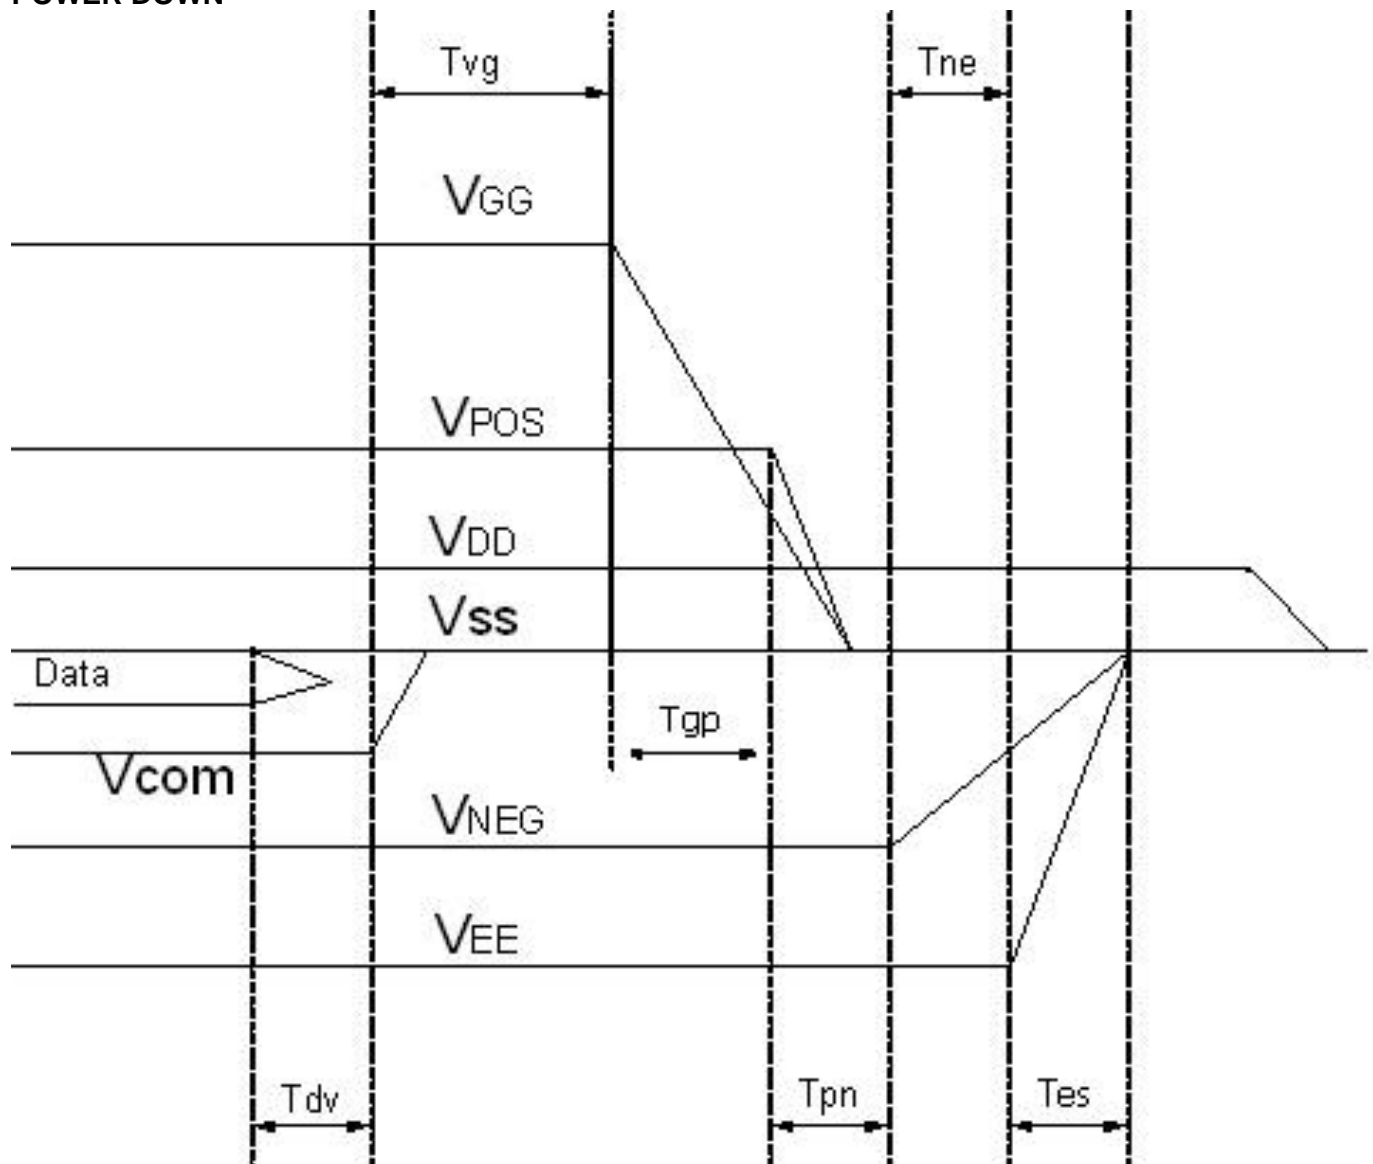 POWER DOWN
Tvg
Tne
VGG
VPOS
VDD
Vss
Data
Tgp
Vcom
VNEG
VEE
Tdv
Tpn
Tes